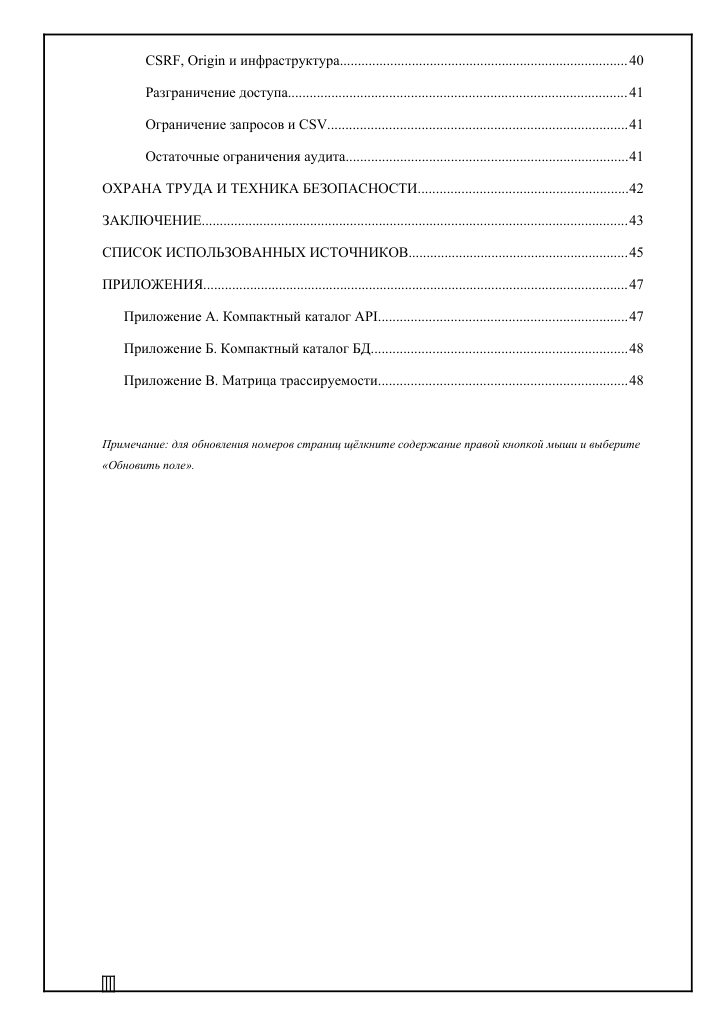 CSRF, Origin и инфраструктура................................................................................40
Разграничение доступа..............................................................................................41
Ограничение запросов и CSV...................................................................................41
Остаточные ограничения аудита..............................................................................41
ОХРАНА ТРУДА И ТЕХНИКА БЕЗОПАСНОСТИ..........................................................42
ЗАКЛЮЧЕНИЕ......................................................................................................................43
СПИСОК ИСПОЛЬЗОВАННЫХ ИСТОЧНИКОВ............................................................45
ПРИЛОЖЕНИЯ.....................................................................................................................47
Приложение А. Компактный каталог API.....................................................................47
Приложение Б. Компактный каталог БД.......................................................................48
Приложение В. Матрица трассируемости.....................................................................48
Примечание: для обновления номеров страниц щёлкните содержание правой кнопкой мыши и выберите
«Обновить поле».